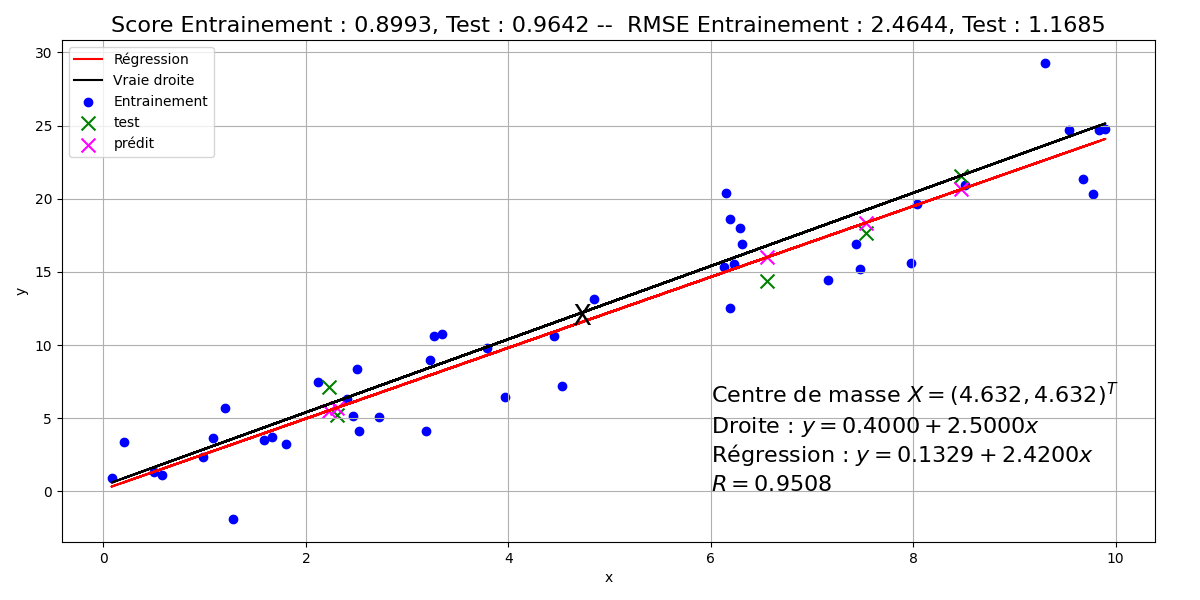 Score Entrainement : 0.8993, Test : 0.9642 --  RMSE Entrainement : 2.4644, Test : 1.1685
Régression
Vraie droite
Entrainement
test
prédit
30
25
20
15
10
5
0
y
Centre de masse X = (4.632, 4.632)^T
Droite : y = 0.4000 + 2.5000x
Régression : y = 0.1329 + 2.4200x
R = 0.9508
0 2 4 6 8 10
x